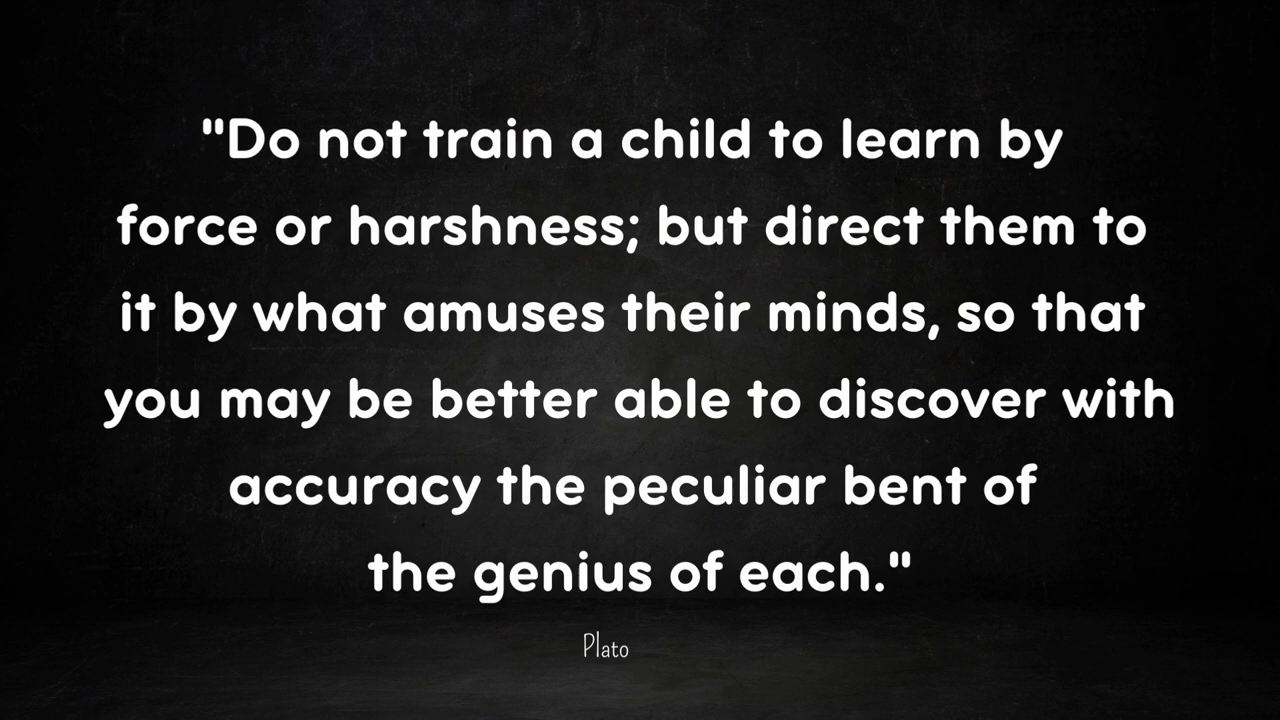 "Do not train a child to learn by
force or harshness; but direct them to
it by what amuses their minds, so that
you may be better able to discover with
accuracy the peculiar bent of
the genius of each."
Plato